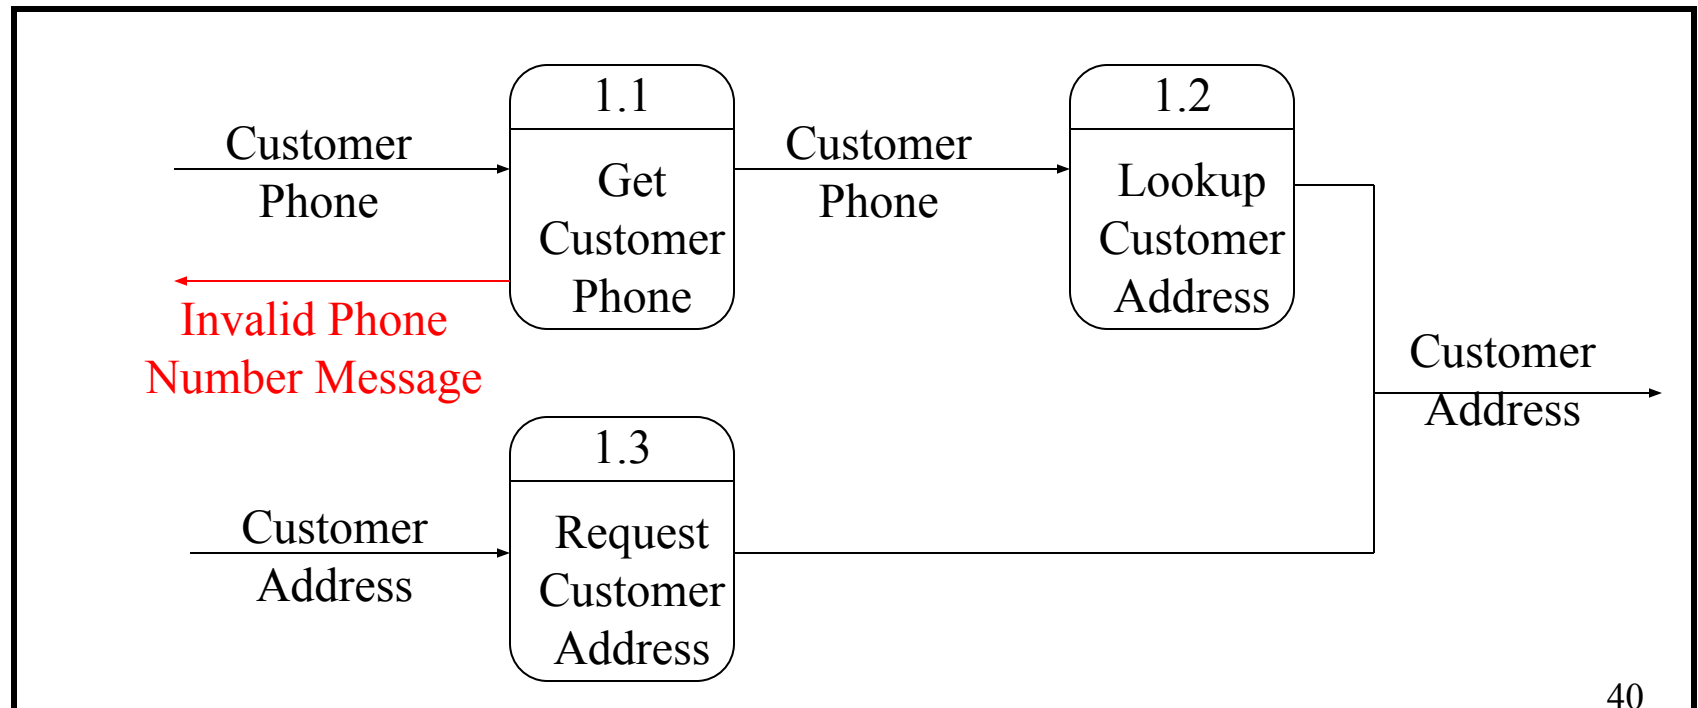 1.1
1.2
Customer
Phone
Get
Customer
Phone
Customer
Phone
Lookup
Customer
Address
Invalid Phone
Number Message
Customer
Address
1.3
Customer
Address
Request
Customer
Address
40